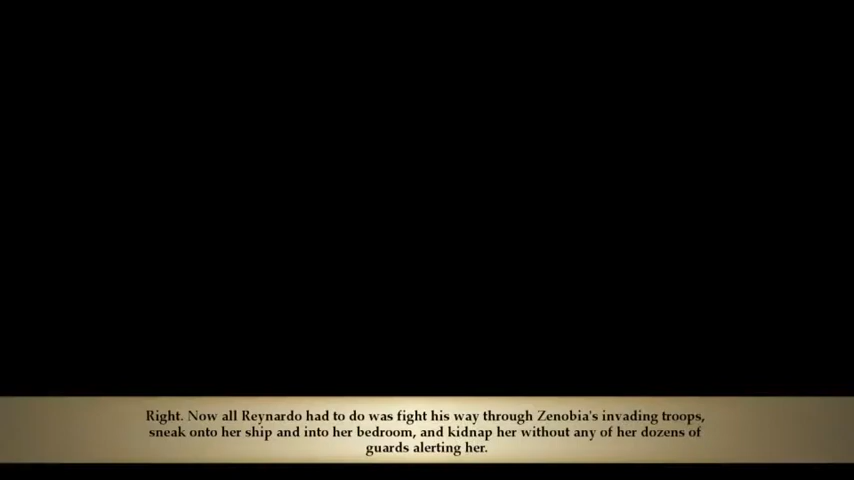 Right. Now all Reynardo had to do was fight his way through Zenobia's invading troops,
sneak onto her ship and into her bedroom, and kidnap her without any of her dozens of
guards alerting her.